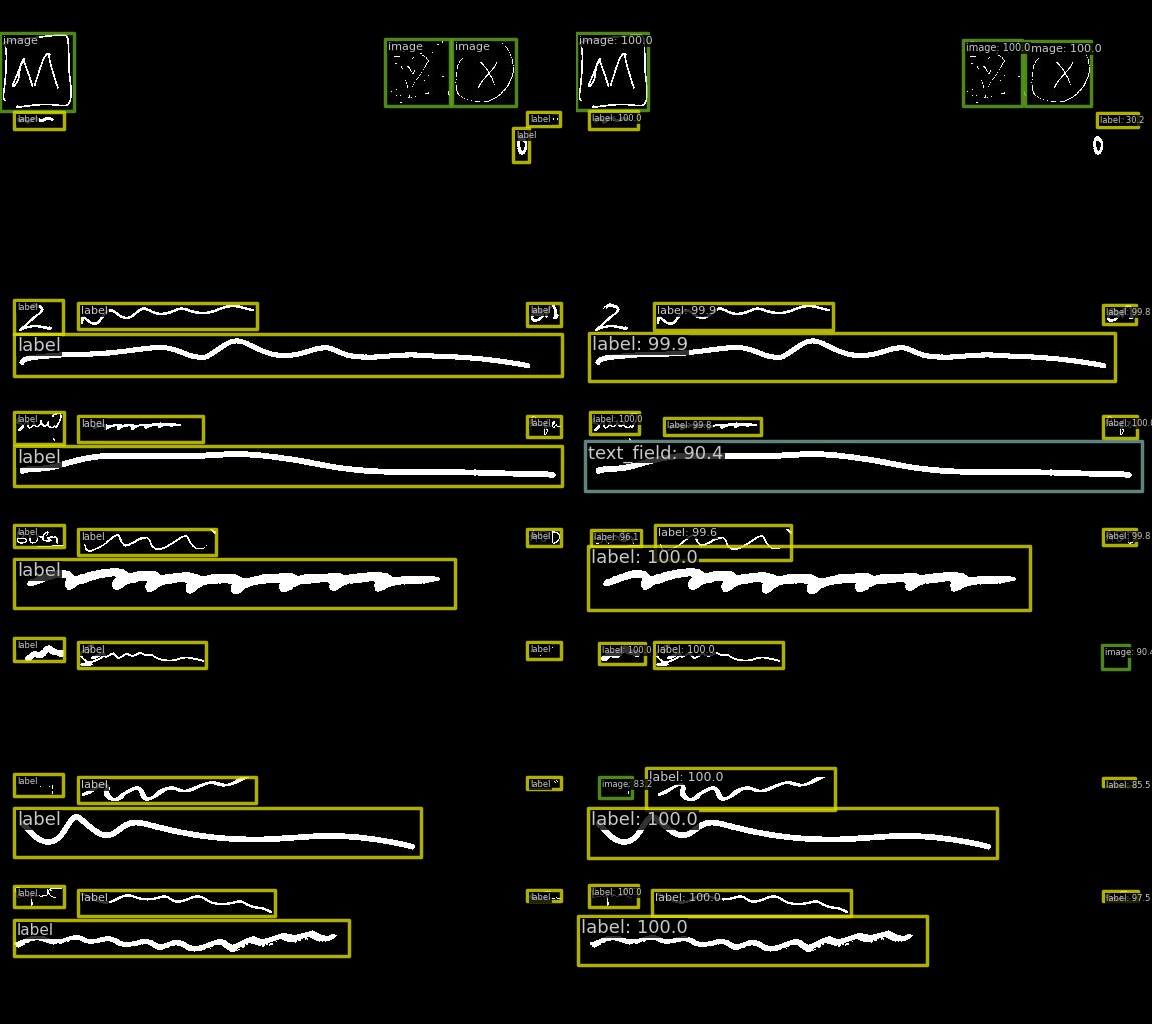 image image image image: 100.0 image: 100.0 image: 100.0
M X M X
label label label: 100.0 label: 30.2
label
0 0
label label label label: 99.9 label: 99.8
2 2
label label: 99.9
label label label label: 100.0 label: 99.8 label: 100.0
label text_field: 90.4
label label label label: 96.1 label: 99.6 label: 99.8
label label: 100.0
label label label label: 100.0 label: 100.0 image: 90.4
label label label image: 83.2 label: 100.0 label: 85.5
label label: 100.0
label label label label: 100.0 label: 100.0 label: 97.5
label label: 100.0